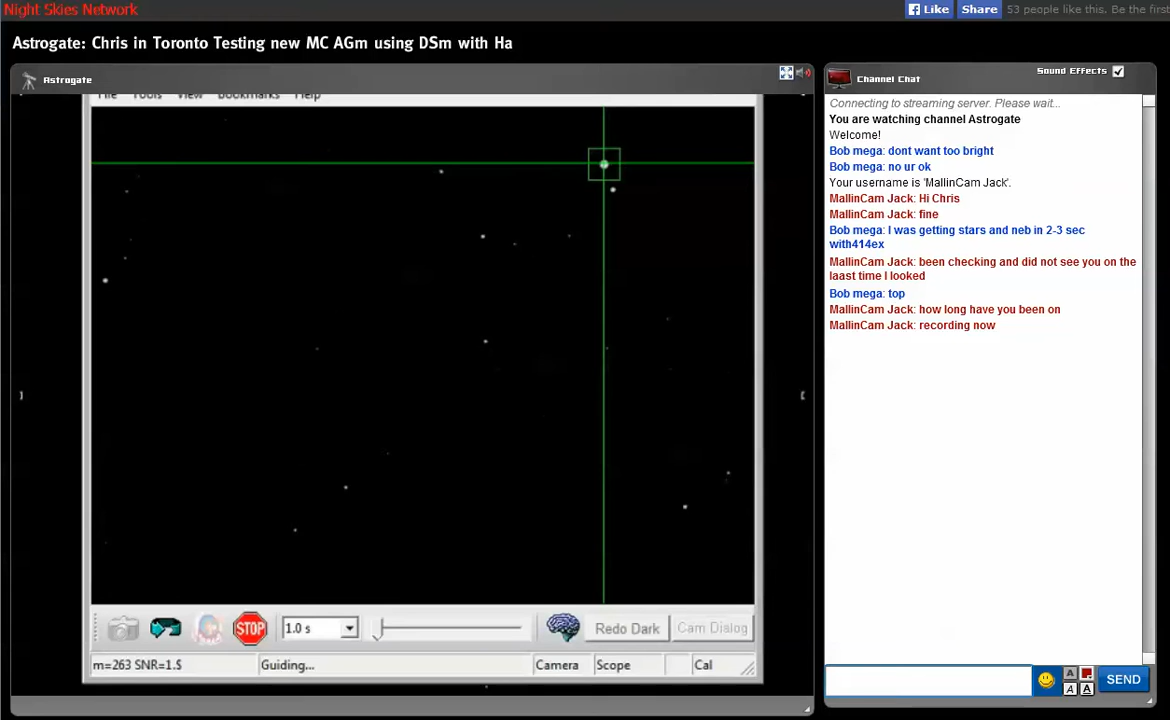 Night Skies Network
Like Share 53 people like this. Be the first
Astrogate: Chris in Toronto Testing new MC AGm using DSm with Ha
Astrogate
File Tools View Bookmarks Help
1.0 s
STOP
Redo Dark
Cam Dialog
m=263 SNR=1.$
Guiding...
Camera
Scope
Cal
Channel Chat
Sound Effects
Connecting to streaming server. Please wait...
You are watching channel Astrogate
Welcome!
Bob mega: dont want too bright
Bob mega: no ur ok
Your username is 'MallinCam Jack'.
MallinCam Jack: Hi Chris
MallinCam Jack: fine
Bob mega: I was getting stars and neb in 2-3 sec
with414ex
MallinCam Jack: been checking and did not see you on the
laast time I looked
Bob mega: top
MallinCam Jack: how long have you been on
MallinCam Jack: recording now
A
A A
SEND